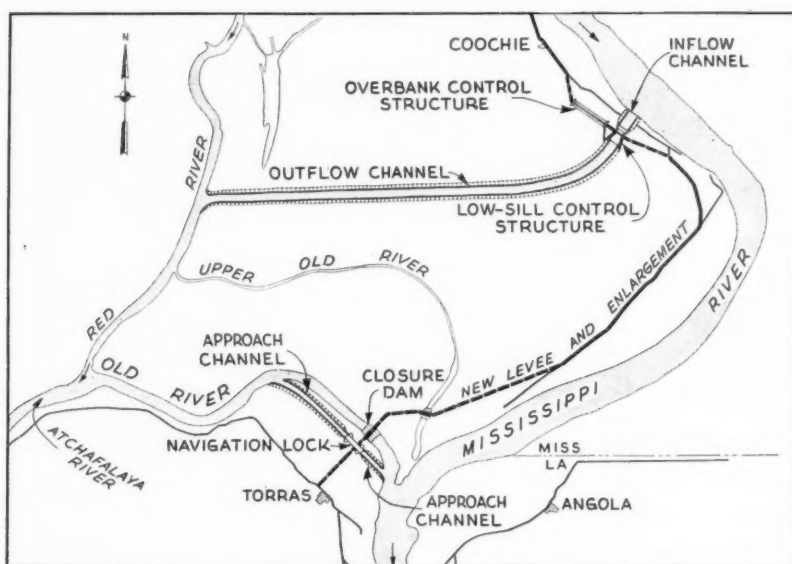 N
COOCHIE
INFLOW
CHANNEL
OVERBANK CONTROL
STRUCTURE
RIVER
OUTFLOW CHANNEL
LOW-SILL CONTROL
STRUCTURE
UPPER OLD RIVER
NEW LEVEE AND ENLARGEMENT
RIVER
RED
APPROACH
CHANNEL
OLD RIVER
CLOSURE
DAM
MISSISSIPPI
ATCHAFALAYA
RIVER
NAVIGATION LOCK
MISS
LA
TORRAS
APPROACH
CHANNEL
ANGOLA